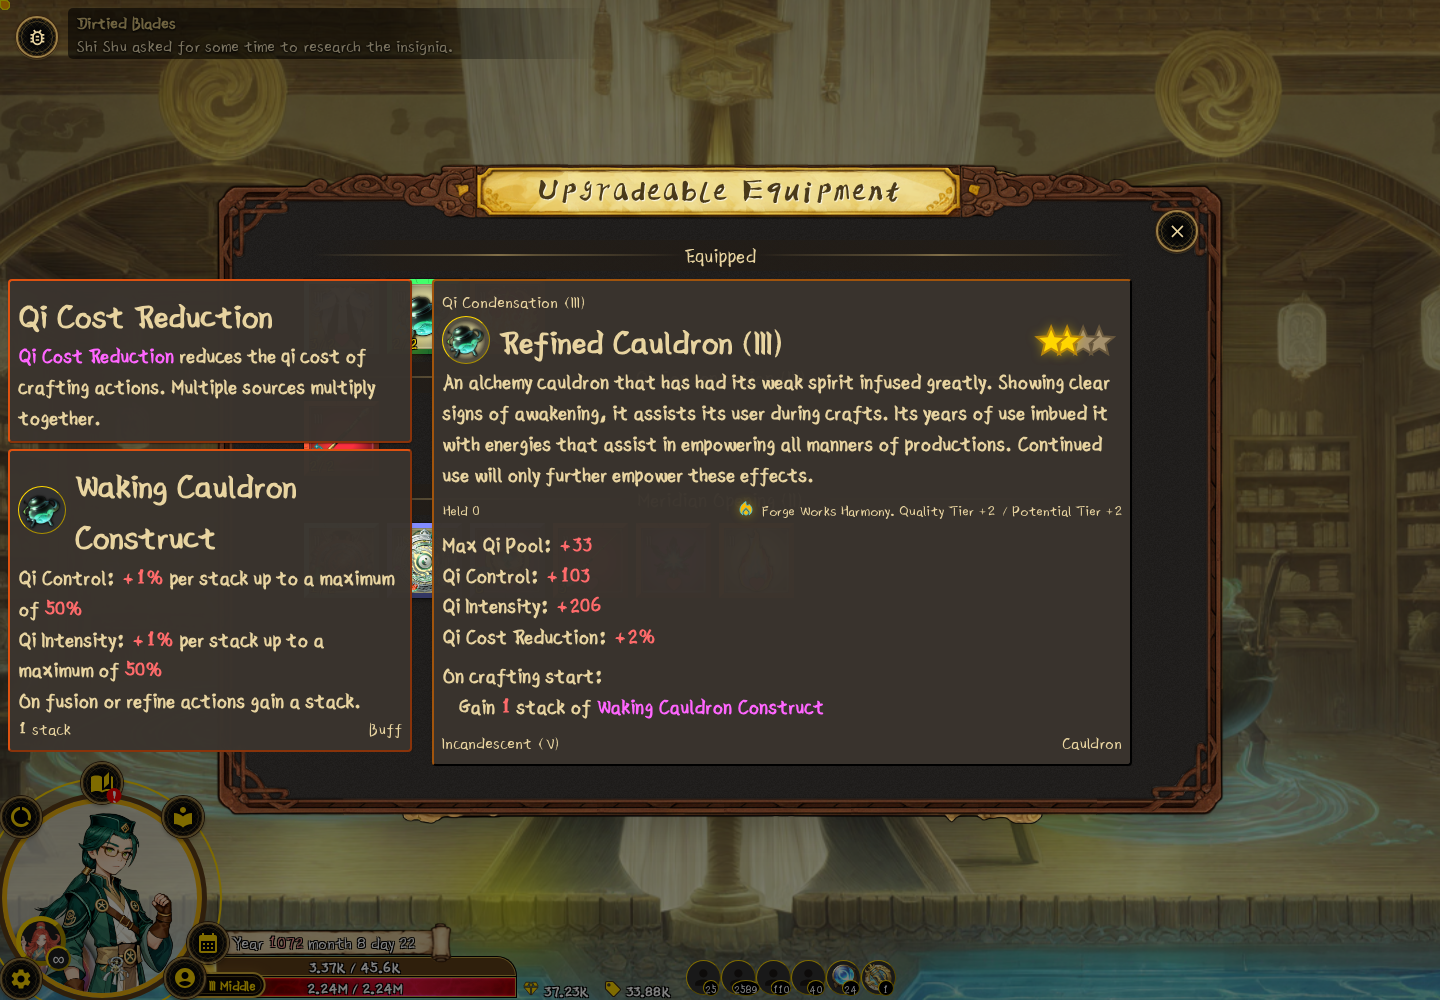 Dirtied Blades
Shi Shu asked for some time to research the insignia.
Upgradeable Equipment
Equipped
Qi Cost Reduction
Qi Cost Reduction reduces the qi cost of
crafting actions. Multiple sources multiply
together.
Waking Cauldron
Construct
Qi Control: +1% per stack up to a maximum
of 50%
Qi Intensity: +1% per stack up to a
maximum of 50%
On fusion or refine actions gain a stack.
1 stack
Buff
Qi Condensation (III)
Refined Cauldron (III)
An alchemy cauldron that has had its weak spirit infused greatly. Showing clear
signs of awakening, it assists its user during crafts. Its years of use imbued it
with energies that assist in empowering all manners of productions. Continued
use will only further empower these effects.
Held 0
Forge Works Harmony. Quality Tier +2 / Potential Tier +2
Max Qi Pool: +33
Qi Control: +103
Qi Intensity: +206
Qi Cost Reduction: +2%
On crafting start:
Gain 1 stack of Waking Cauldron Construct
Incandescent (V)
Cauldron
Year 1072 month 8 day 22
3.37K / 45.6K
III Middle
2.24M / 2.24M
37.23K
33.88K
25
2589
110
40
24
1